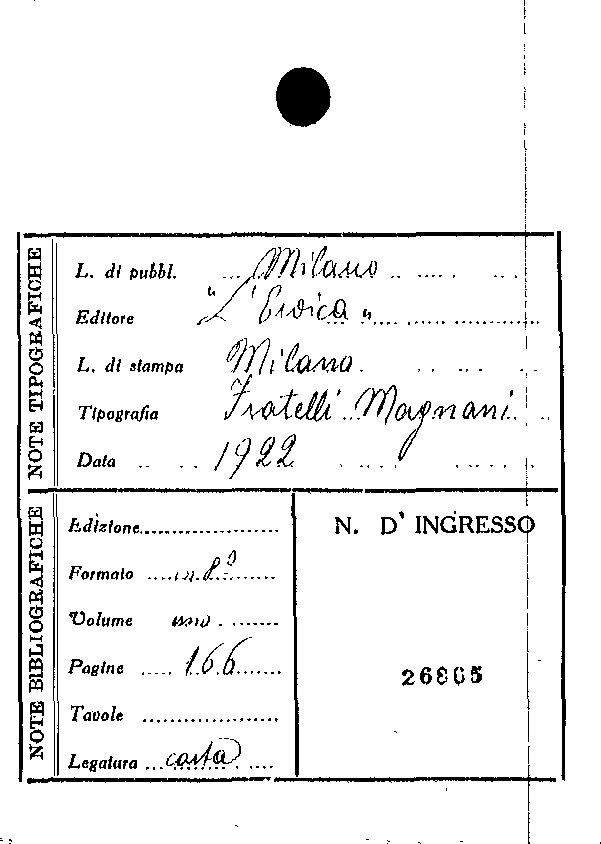 NOTE TIPOGRAFICHE
L. di pubbl. Milano
Editore "L'Eroica"
L. di stampa Milano
Tipografia Fratelli Magnani
Data 1922
NOTE BIBLIOGRAFICHE
Edizione
Formato in 8º
Volume uno
Pagine 166
Tavole
Legatura carta
N. D' INGRESSO
26805